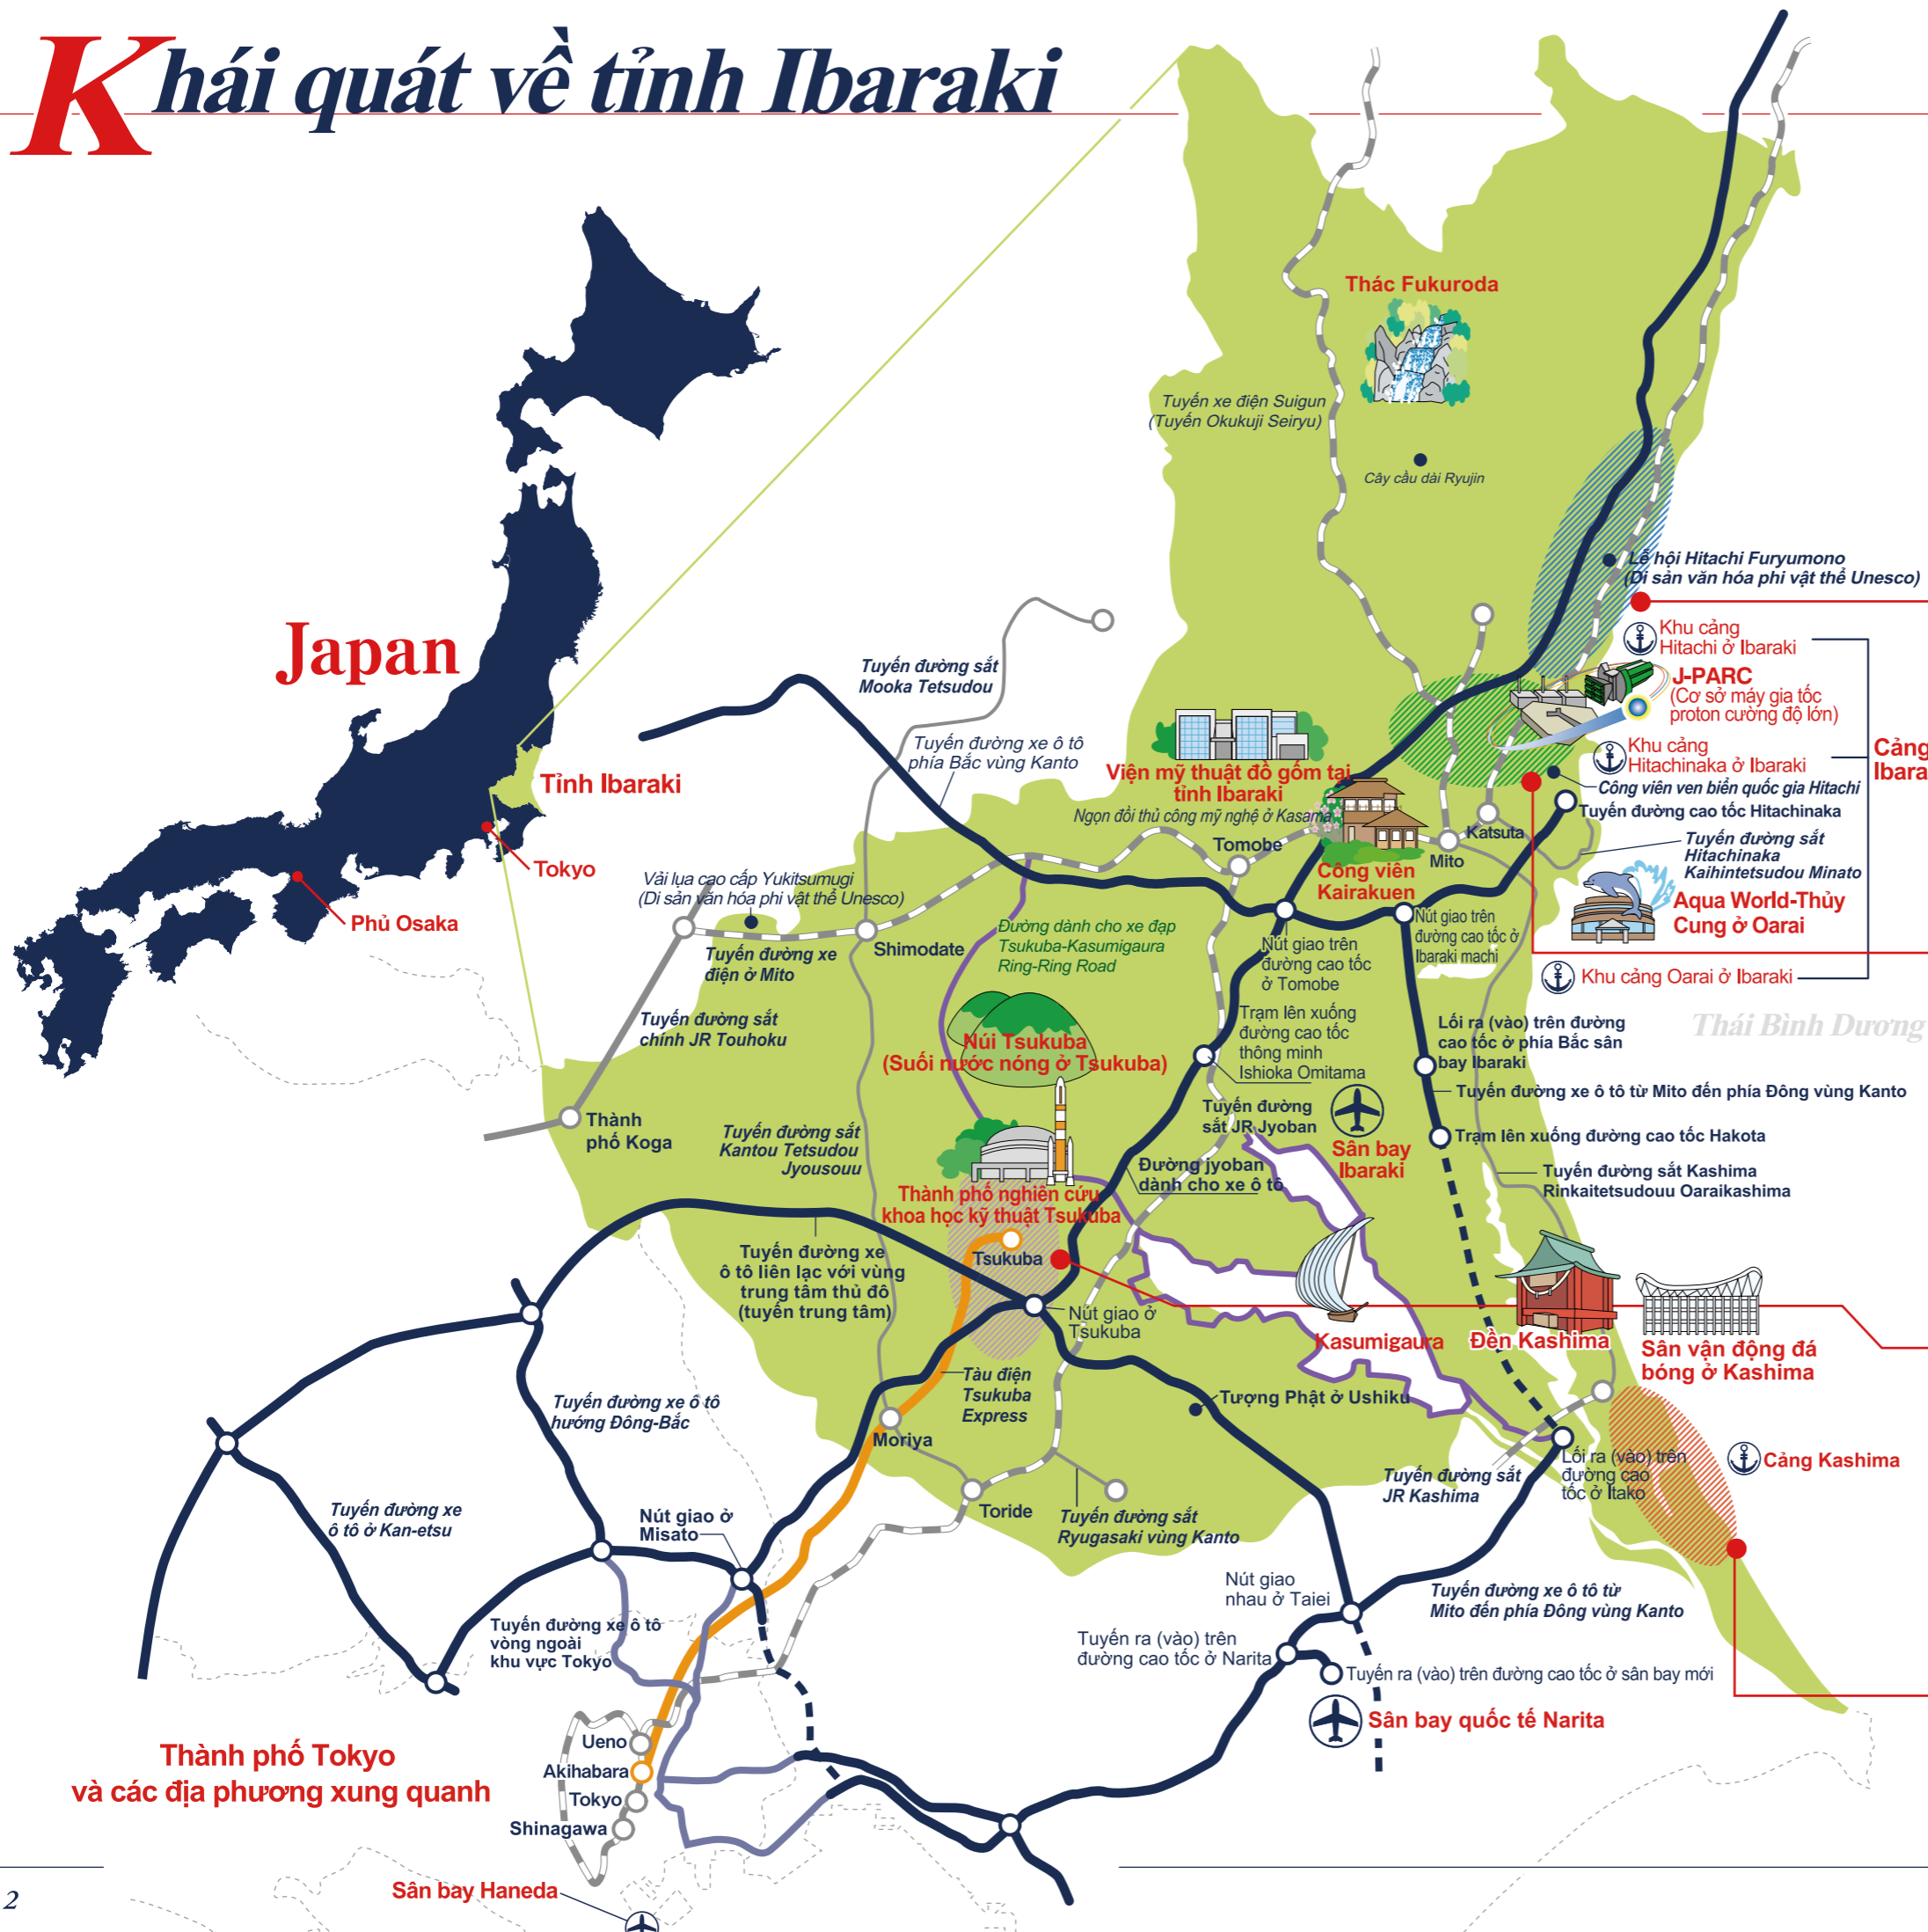 Khái quát về tỉnh Ibaraki
Thác Fukuroda
Tuyến xe điện Suigun
(Tuyến Okukuji Seiryu)
Cây cầu dài Ryujin
Lễ hội Hitachi Furyumono
(Di sản văn hóa phi vật thể Unesco)
Japan
Tỉnh Ibaraki
Tokyo
Phủ Osaka
Khu cảng
Hitachi ở Ibaraki
J-PARC
(Cơ sở máy gia tốc
proton cường độ lớn)
Khu cảng
Hitachinaka ở Ibaraki
Cảng
Ibara
Công viên ven biển quốc gia Hitachi
Tuyến đường cao tốc Hitachinaka
Tuyến đường sắt
Hitachinaka
Kaihintetsudou Minato
Aqua World-Thủy
Cung ở Oarai
Khu cảng Oarai ở Ibaraki
Thái Bình Dương
Tuyến đường sắt
Mooka Tetsudou
Tuyến đường xe ô tô
phía Bắc vùng Kanto
Viện mỹ thuật đồ gốm tại
tỉnh Ibaraki
Ngọn đồi thủ công mỹ nghệ ở Kasama
Tomobe
Công viên
Kairakuen
Mito
Katsuta
Vải lụa cao cấp Yukitsumugi
(Di sản văn hóa phi vật thể Unesco)
Tuyến đường xe
điện ở Mito
Shimodate
Đường dành cho xe đạp
Tsukuba-Kasumigaura
Ring-Ring Road
Nút giao trên
đường cao tốc
ở Tomobe
Nút giao trên
đường cao tốc ở
Ibaraki machi
Tuyến đường sắt
chính JR Touhoku
Núi Tsukuba
(Suối nước nóng ở Tsukuba)
Trạm lên xuống
đường cao tốc
thông minh
Ishioka Omitama
Lối ra (vào) trên đường
cao tốc ở phía Bắc sân
bay Ibaraki
Tuyến đường xe ô tô từ Mito đến phía Đông vùng Kanto
Thành
phố Koga
Tuyến đường sắt
Kantou Tetsudou
Jyousouu
Tuyến đường
sắt JR Jyoban
Sân bay
Ibaraki
Trạm lên xuống đường cao tốc Hakota
Đường jyoban
dành cho xe ô tô
Tuyến đường sắt Kashima
Rinkaitetsudouu Oaraikashima
Thành phố nghiên cứu
khoa học kỹ thuật Tsukuba
Tsukuba
Tuyến đường xe
ô tô liên lạc với vùng
trung tâm thủ đô
(tuyến trung tâm)
Nút giao ở
Tsukuba
Kasumigaura
Đền Kashima
Sân vận động đá
bóng ở Kashima
Tàu điện
Tsukuba
Express
Tượng Phật ở Ushiku
Tuyến đường xe ô tô
hướng Đông-Bắc
Moriya
Tuyến đường sắt
JR Kashima
Lối ra (vào) trên
đường cao
tốc ở Itako
Cảng Kashima
Tuyến đường xe
ô tô ở Kan-etsu
Nút giao ở
Misato
Toride
Tuyến đường sắt
Ryugasaki vùng Kanto
Nút giao
nhau ở Taiei
Tuyến đường xe ô tô từ
Mito đến phía Đông vùng Kanto
Tuyến đường xe ô tô
vòng ngoài
khu vực Tokyo
Tuyến ra (vào) trên
đường cao tốc ở Narita
Tuyến ra (vào) trên đường cao tốc ở sân bay mới
Sân bay quốc tế Narita
Thành phố Tokyo
và các địa phương xung quanh
Ueno
Akihabara
Tokyo
Shinagawa
Sân bay Haneda
2